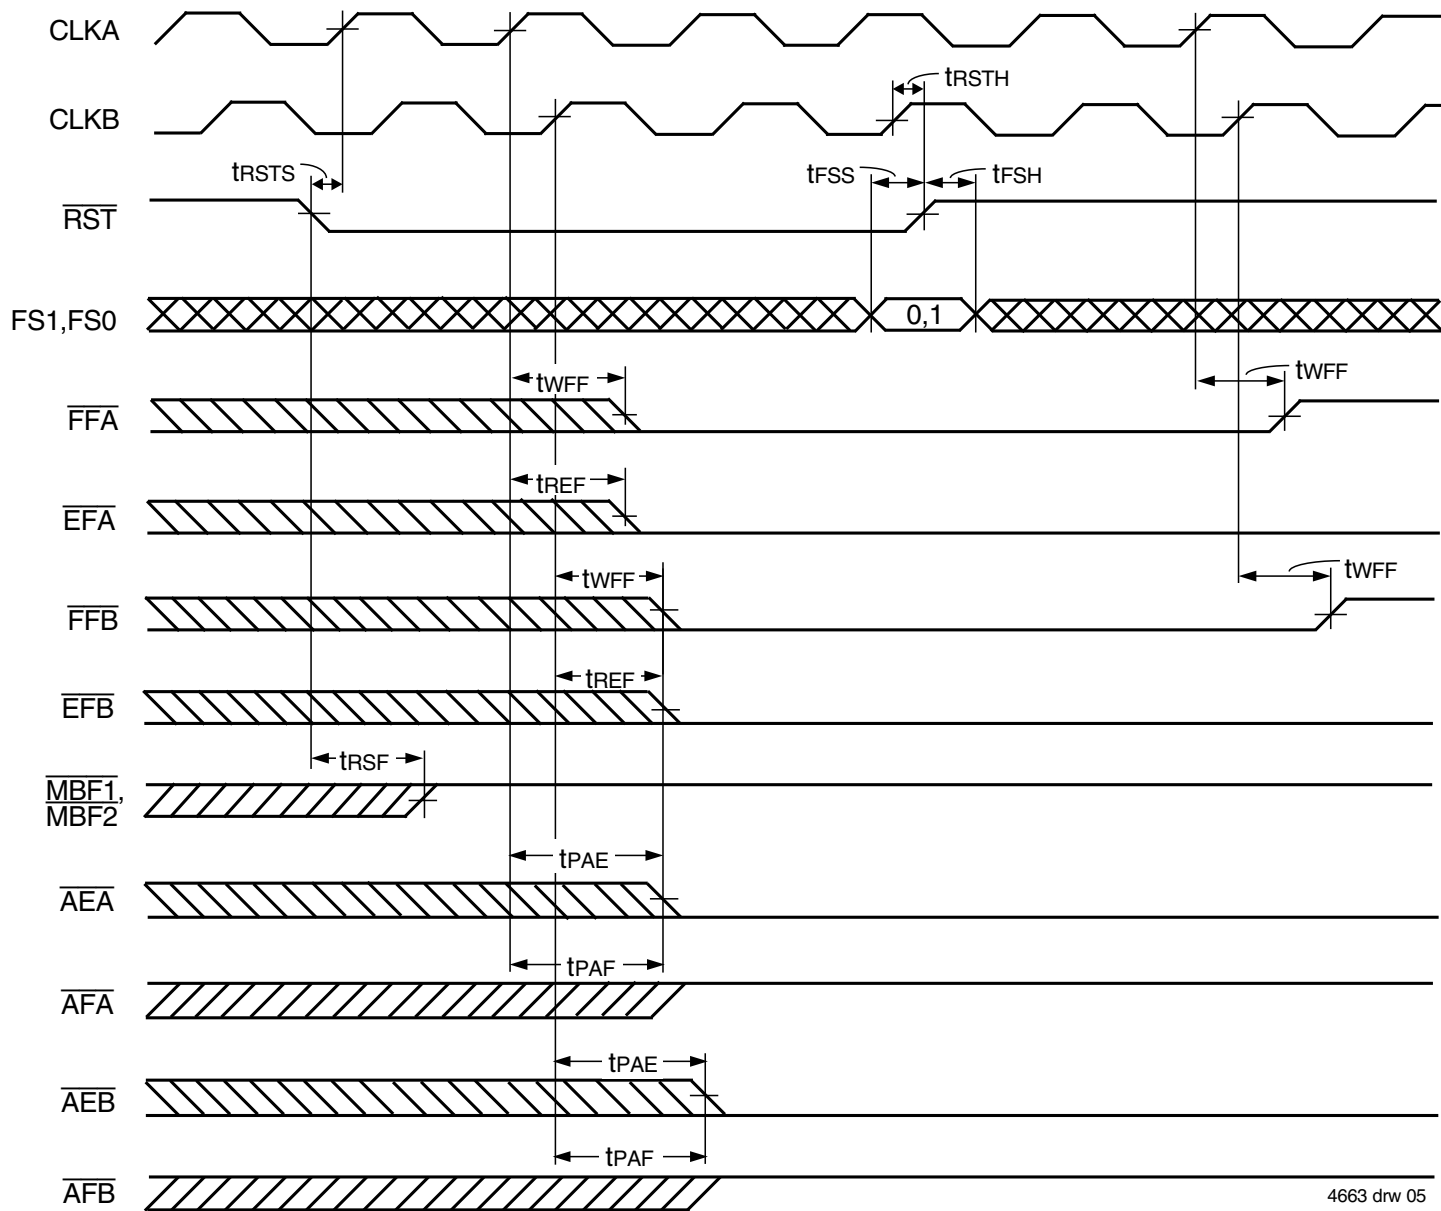 CLKA
tRSTH
CLKB
tRSTS
tFSS
tFSH
RST
FS1,FS0
0,1
tWFF
tWFF
FFA
tREF
EFA
tWFF
tWFF
FFB
tREF
EFB
tRSF
MBF1,
MBF2
tPAE
AEA
tPAF
AFA
tPAE
AEB
tPAF
AFB
4663 drw 05